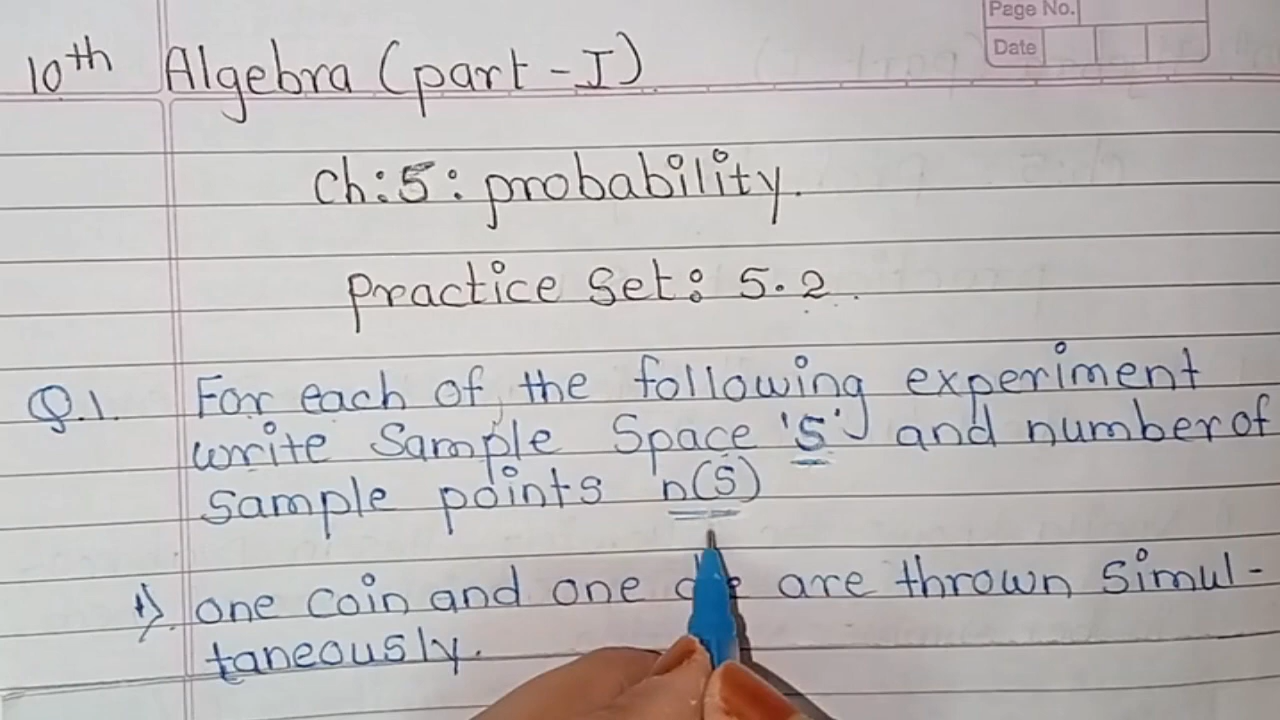 Page No.
Date
10th Algebra (part - I)
Ch:5: probability.
practice Set: 5.2.
Q.1. For each of the following experiment
write Sample Space 'S' and number of
Sample points n(S)
1). one coin and one are thrown Simul-
taneously.